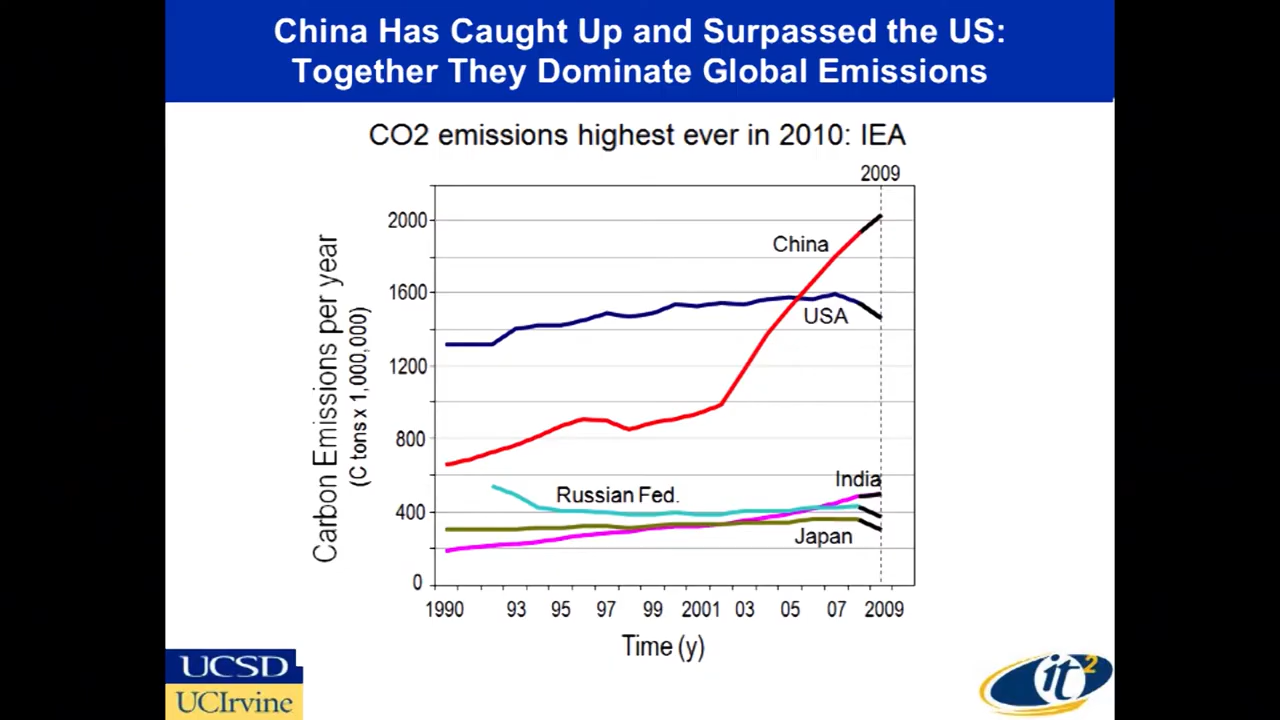 China Has Caught Up and Surpassed the US:
Together They Dominate Global Emissions
CO2 emissions highest ever in 2010: IEA
2009
Carbon Emissions per year
(C tons x 1,000,000)
2000
1600
1200
800
400
0
China
USA
India
Russian Fed.
Japan
1990 93 95 97 99 2001 03 05 07 2009
Time (y)
UCSD
UCIrvine
it2